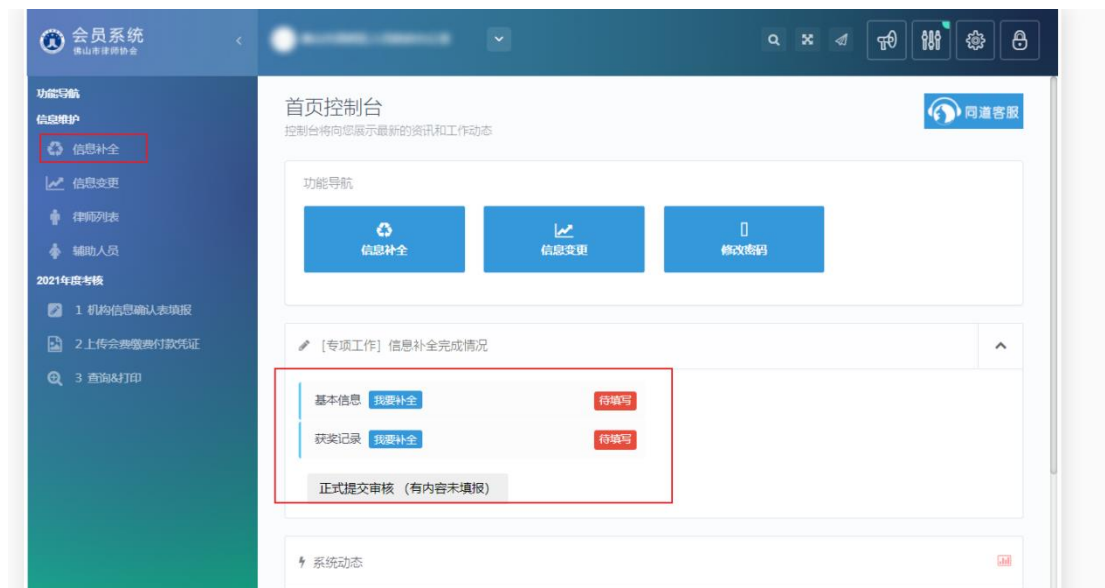 会员系统
佛山市律师协会
功能导航
信息维护
信息补全
信息变更
律师列表
辅助人员
2021年度考核
1 机构信息确认表填报
2上传会费缴费付款凭证
3 查询&打印
首页控制台
控制台将向您展示最新的资讯和工作动态
同道客服
功能导航
信息补全
信息变更
修改密码
[专项工作] 信息补全完成情况
基本信息 我要补全 待填写
获奖记录 我要补全 待填写
正式提交审核 (有内容未填报)
系统动态